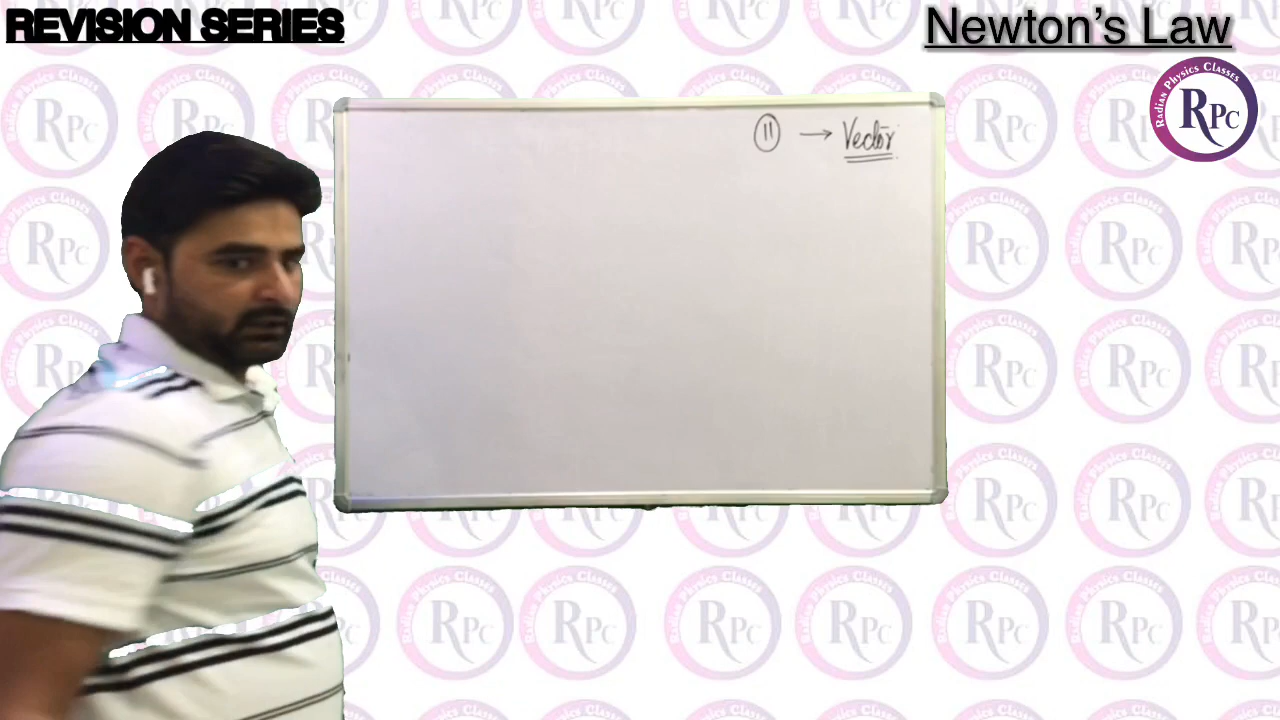 REVISION SERIES
Newton's Law
Radian Physics Classes
RPC
11 → Vector